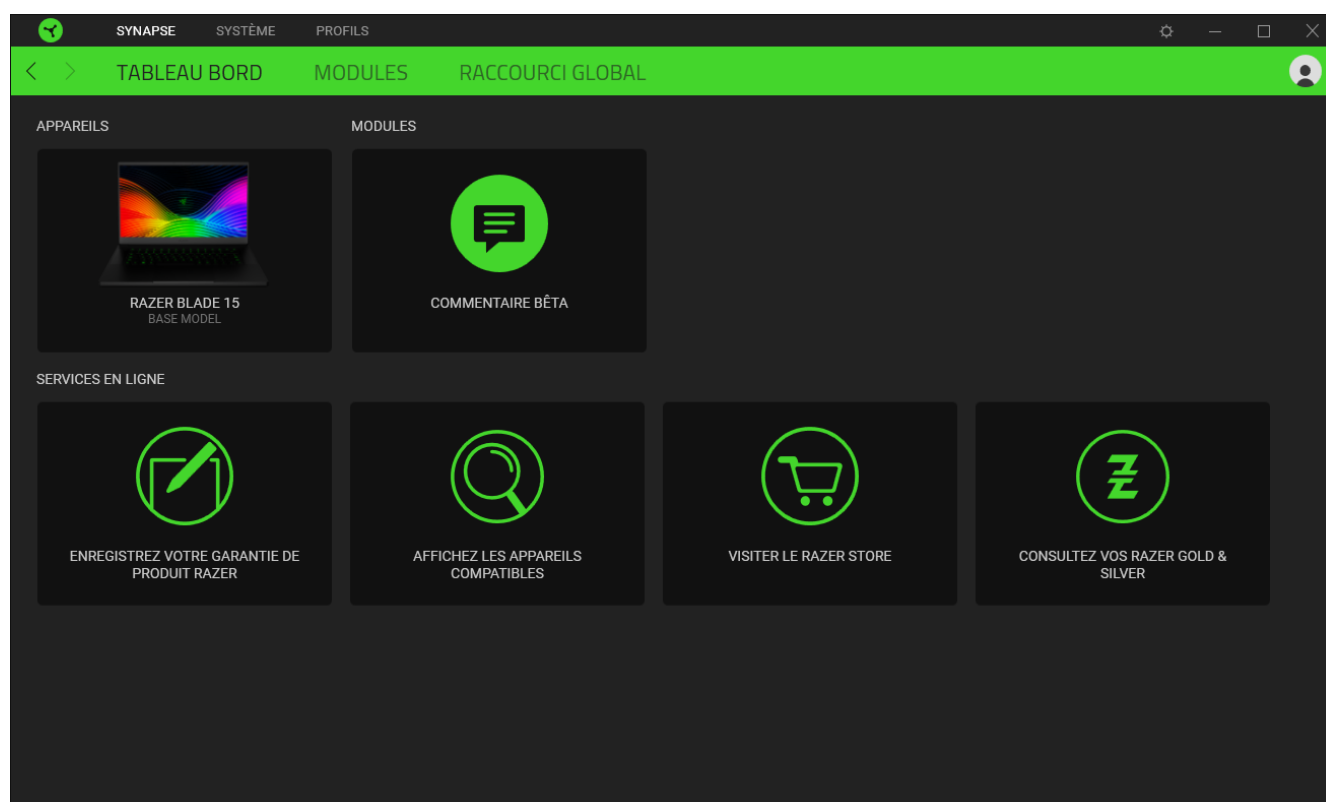 SYNAPSE SYSTÈME PROFILS
TABLEAU BORD MODULES RACCOURCI GLOBAL
APPAREILS MODULES
RAZER BLADE 15
BASE MODEL
COMMENTAIRE BÊTA
SERVICES EN LIGNE
ENREGISTREZ VOTRE GARANTIE DE
PRODUIT RAZER
AFFICHEZ LES APPAREILS
COMPATIBLES
VISITER LE RAZER STORE
CONSULTEZ VOS RAZER GOLD &
SILVER